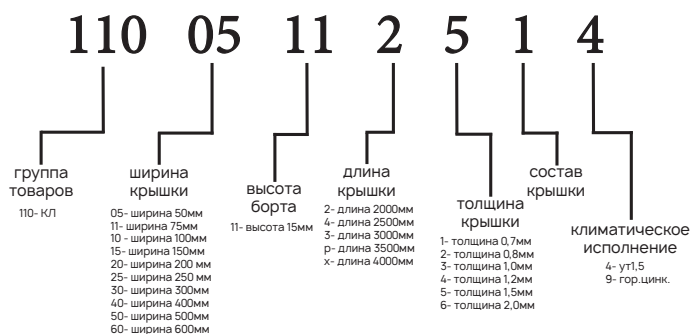 110 05 11 2 5 1 4
группа
товаров
110- КЛ
ширина
крышки
05- ширина 50мм
11- ширина 75мм
10 - ширина 100мм
15- ширина 150мм
20- ширина 200 мм
25- ширина 250 мм
30- ширина 300мм
40- ширина 400мм
50- ширина 500мм
60- ширина 600мм
высота
борта
11- высота 15мм
длина
крышки
2- длина 2000мм
4- длина 2500мм
3- длина 3000мм
р- длина 3500мм
х- длина 4000мм
толщина
крышки
1- толщина 0,7мм
2- толщина 0,8мм
3- толщина 1,0мм
4- толщина 1,2мм
5- толщина 1,5мм
6- толщина 2,0мм
состав
крышки
климатическое
исполнение
4- ут1,5
9- гор.цинк.